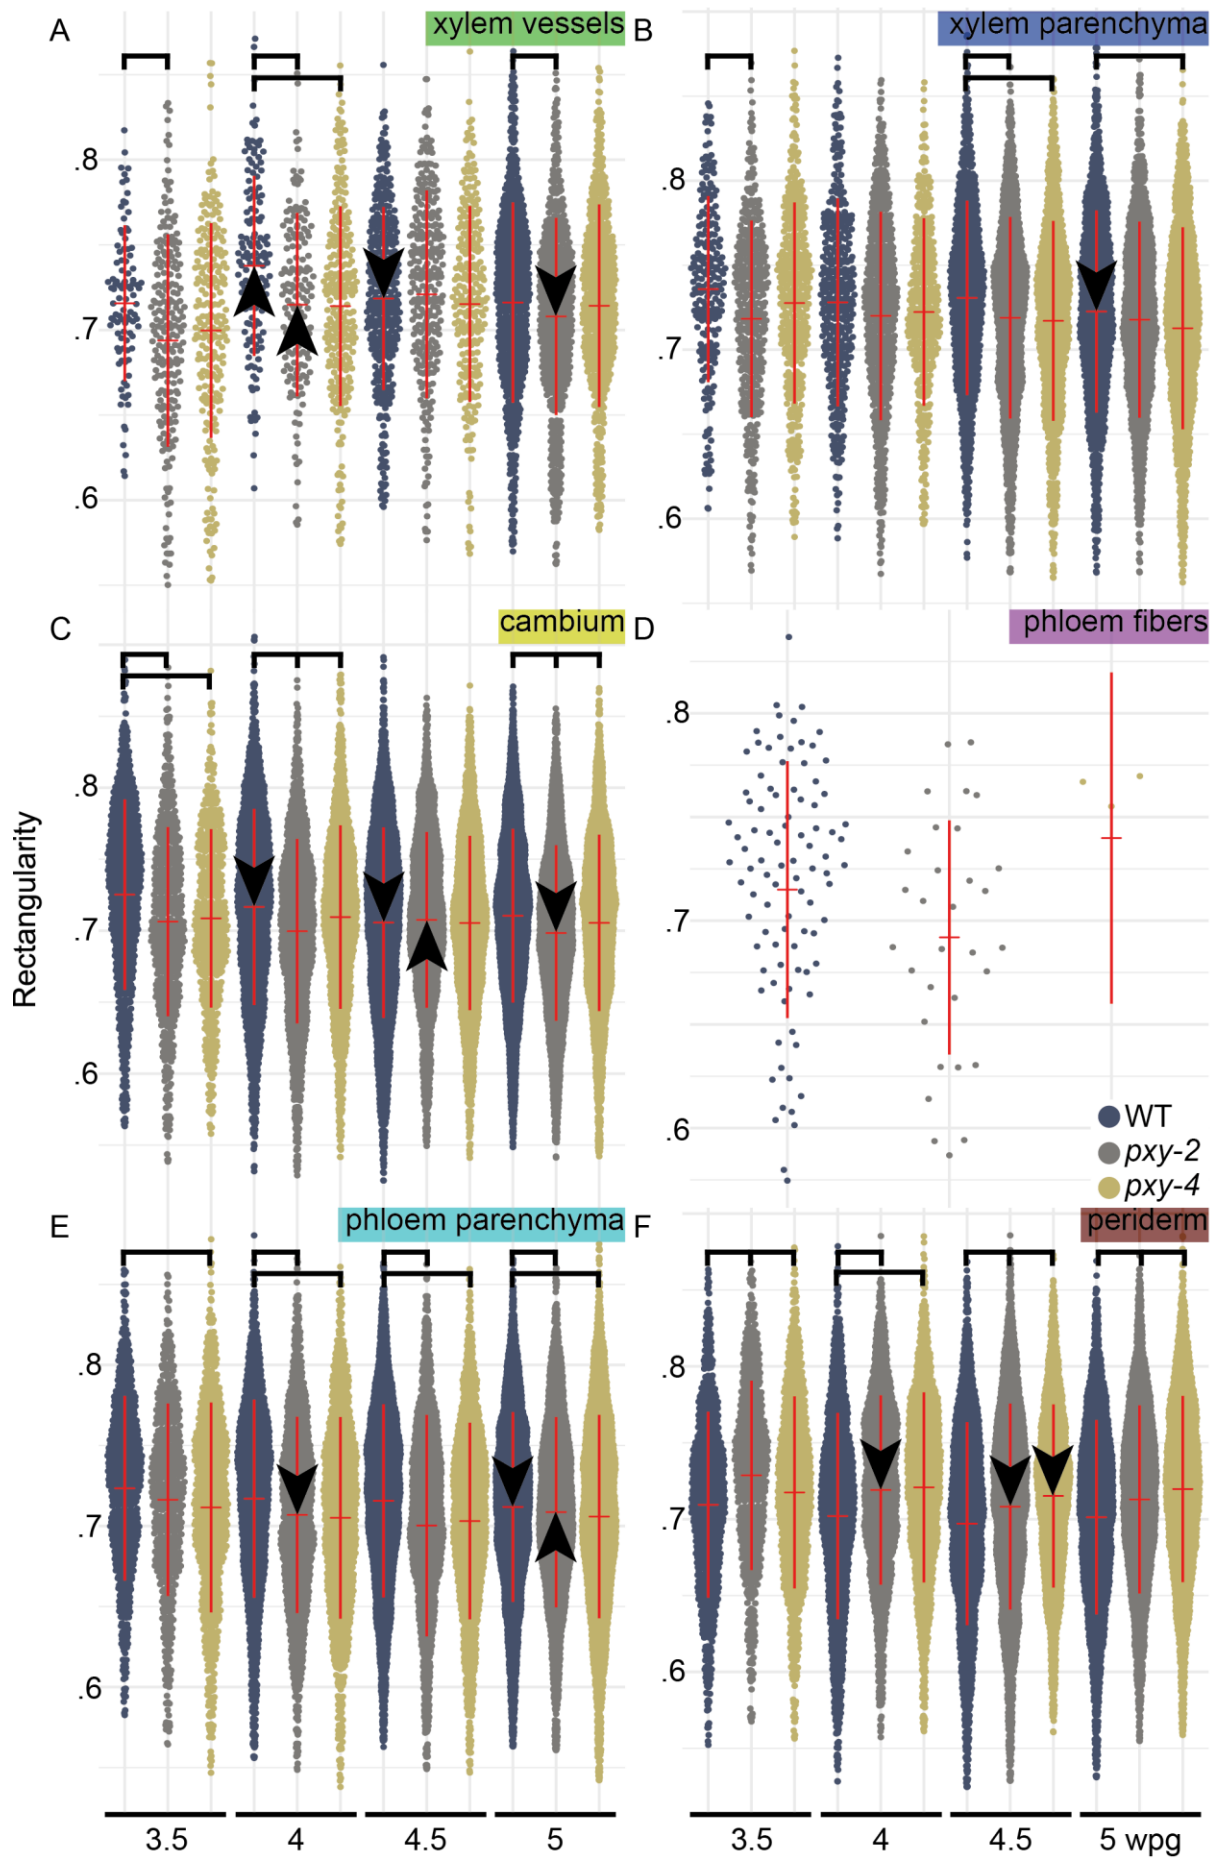 A
xylem vessels
B
xylem parenchyma
.8
.7
.6
.8
.7
.6
C
cambium
D
phloem fibers
Rectangularity
.8
.7
.6
.8
.7
.6
WT
pxy-2
pxy-4
E
phloem parenchyma
F
periderm
.8
.7
.6
.8
.7
.6
3.5
4
4.5
5
3.5
4
4.5
5 wpg